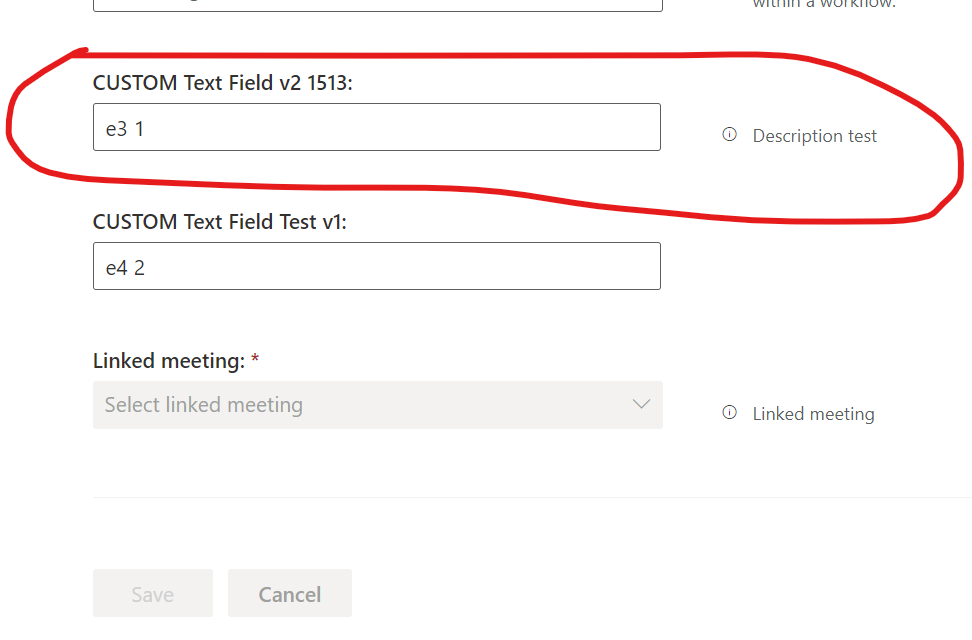 within a workflow.
CUSTOM Text Field v2 1513:
e3 1
Description test
CUSTOM Text Field Test v1:
e4 2
Linked meeting: *
Select linked meeting
Linked meeting
Save
Cancel